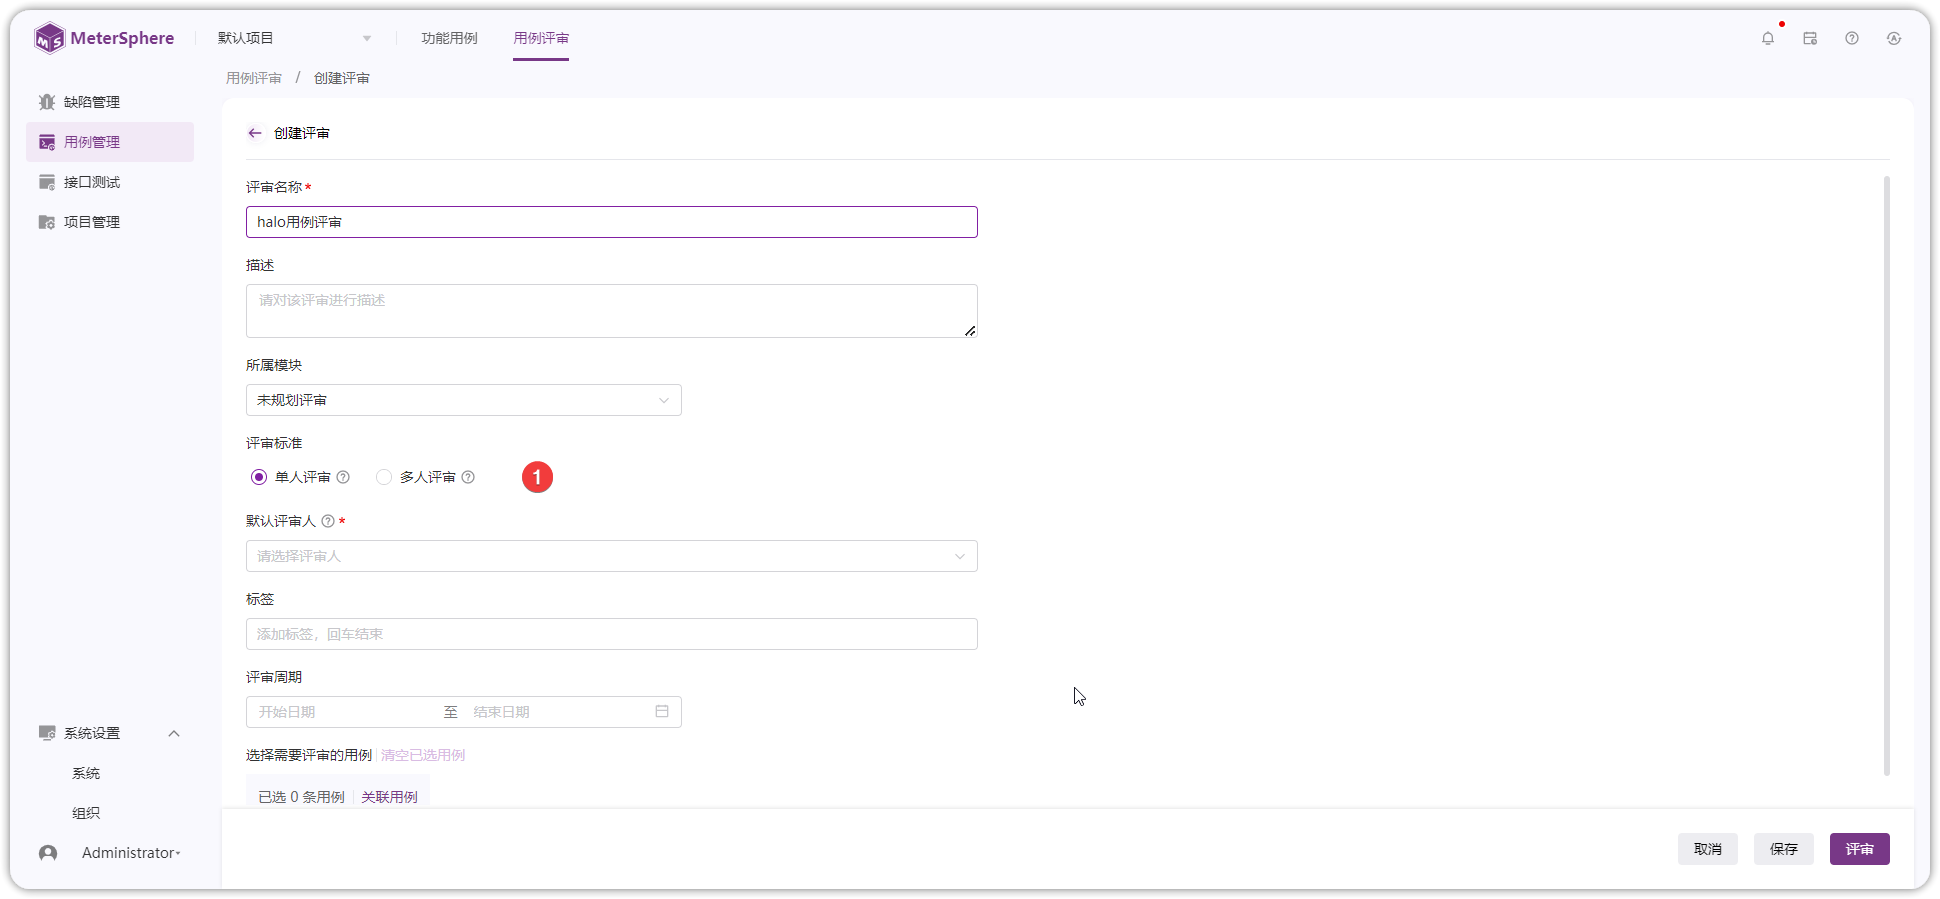 MeterSphere
默认项目
功能用例
用例评审
用例评审 / 创建评审
缺陷管理
用例管理
接口测试
项目管理
系统设置
系统
组织
Administrator
创建评审
评审名称*
halo用例评审
描述
请对该评审进行描述
所属模块
未规划评审
评审标准
单人评审 多人评审 1
默认评审人 *
请选择评审人
标签
添加标签，回车结束
评审周期
开始日期 至 结束日期
选择需要评审的用例 清空已选用例
已选 0 条用例 关联用例
取消 保存 评审